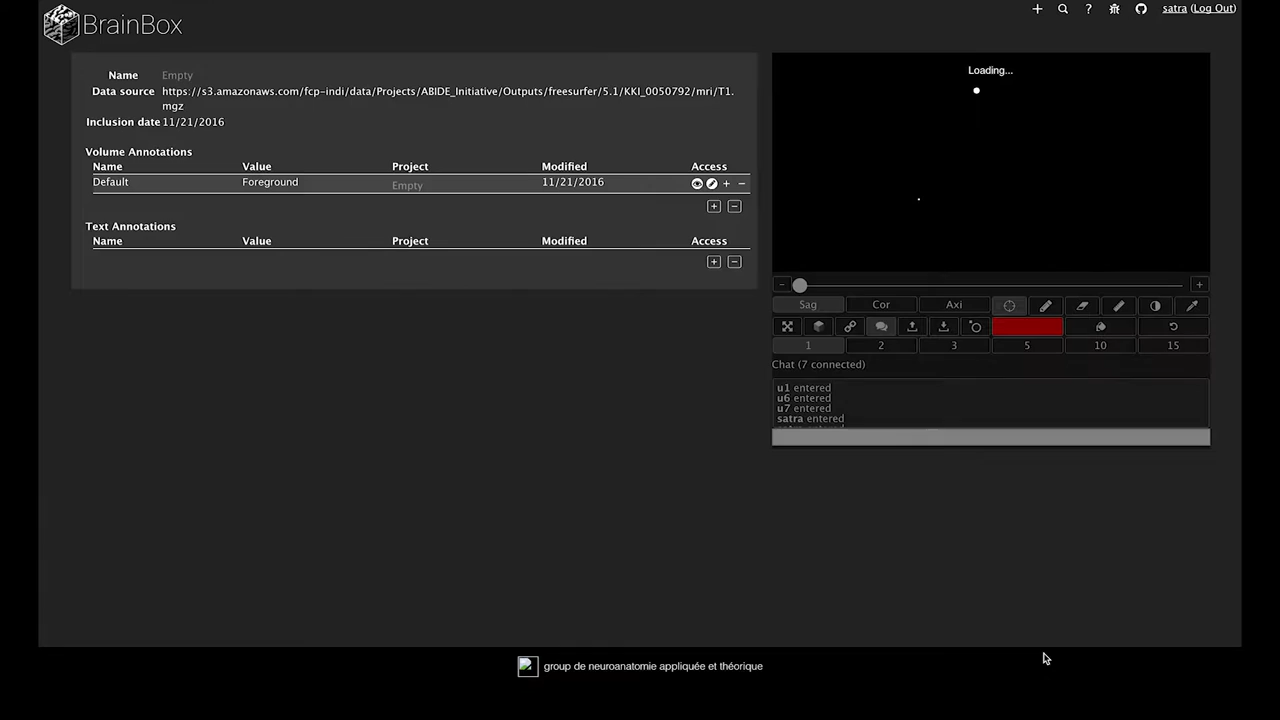 BrainBox
satra (Log Out)
Name Empty
Data source https://s3.amazonaws.com/fcp-indi/data/Projects/ABIDE_Initiative/Outputs/freesurfer/5.1/KKI_0050792/mri/T1.
mgz
Inclusion date 11/21/2016
Volume Annotations
Name Value Project Modified Access
Default Foreground Empty 11/21/2016
Text Annotations
Name Value Project Modified Access
Loading...
Sag Cor Axi
1 2 3 5 10 15
Chat (7 connected)
u1 entered
u6 entered
u7 entered
satra entered
group de neuroanatomie appliquée et théorique